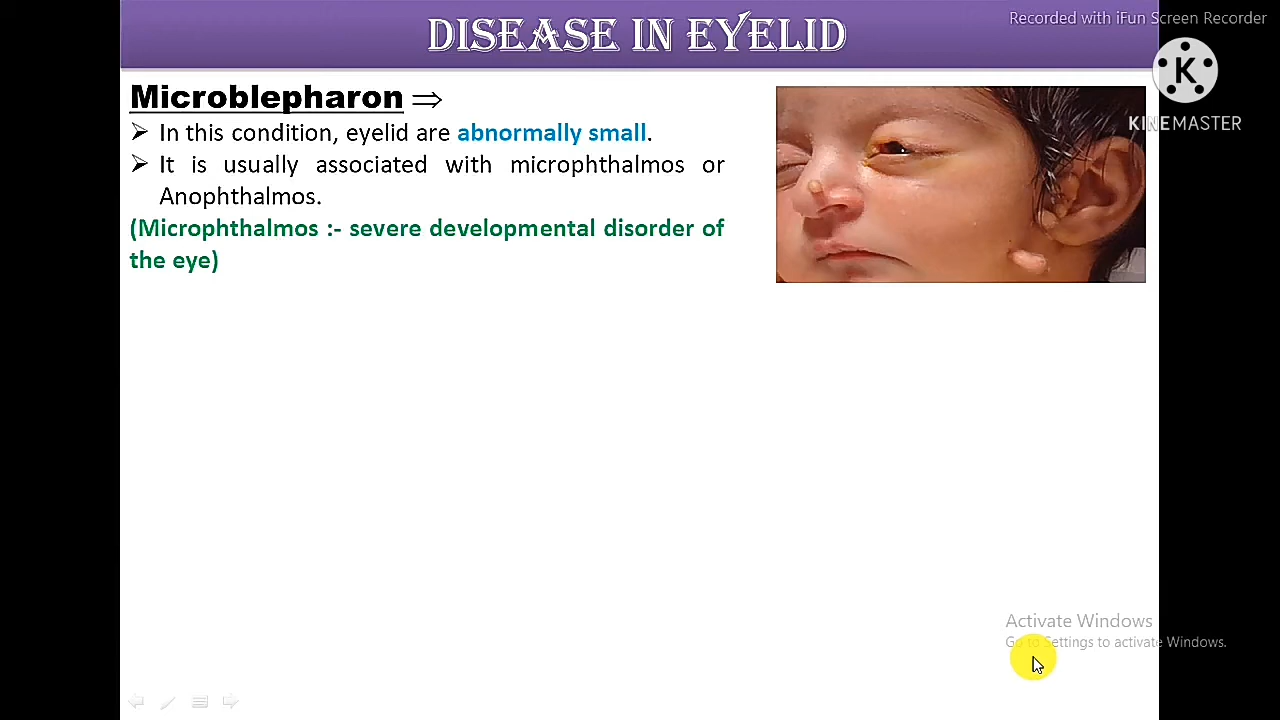 DISEASE IN EYELID
Recorded with iFun Screen Recorder
K
KINEMASTER
Microblepharon ⇒
➢ In this condition, eyelid are abnormally small.
➢ It is usually associated with microphthalmos or
Anophthalmos.
(Microphthalmos :- severe developmental disorder of
the eye)
Activate Windows
Go to Settings to activate Windows.